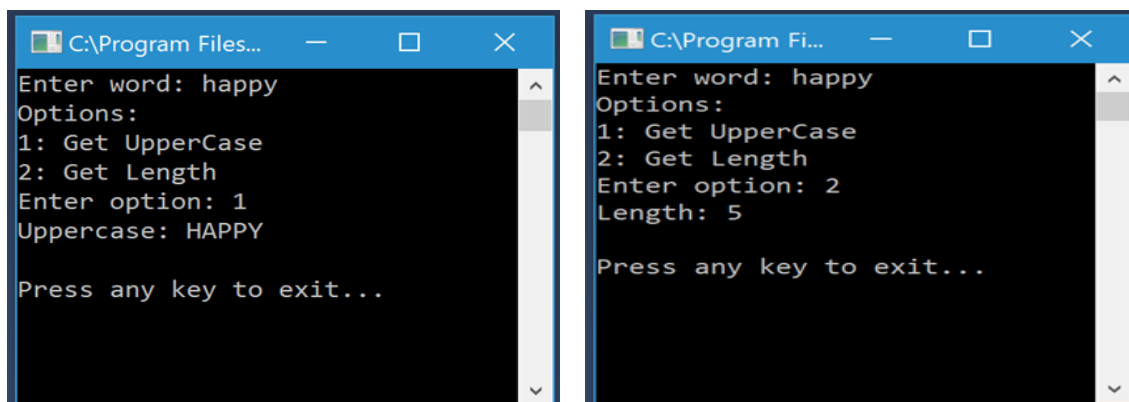 C:\Program Files...
Enter word: happy
Options:
1: Get UpperCase
2: Get Length
Enter option: 1
Uppercase: HAPPY
Press any key to exit...
C:\Program Fi...
Enter word: happy
Options:
1: Get UpperCase
2: Get Length
Enter option: 2
Length: 5
Press any key to exit...